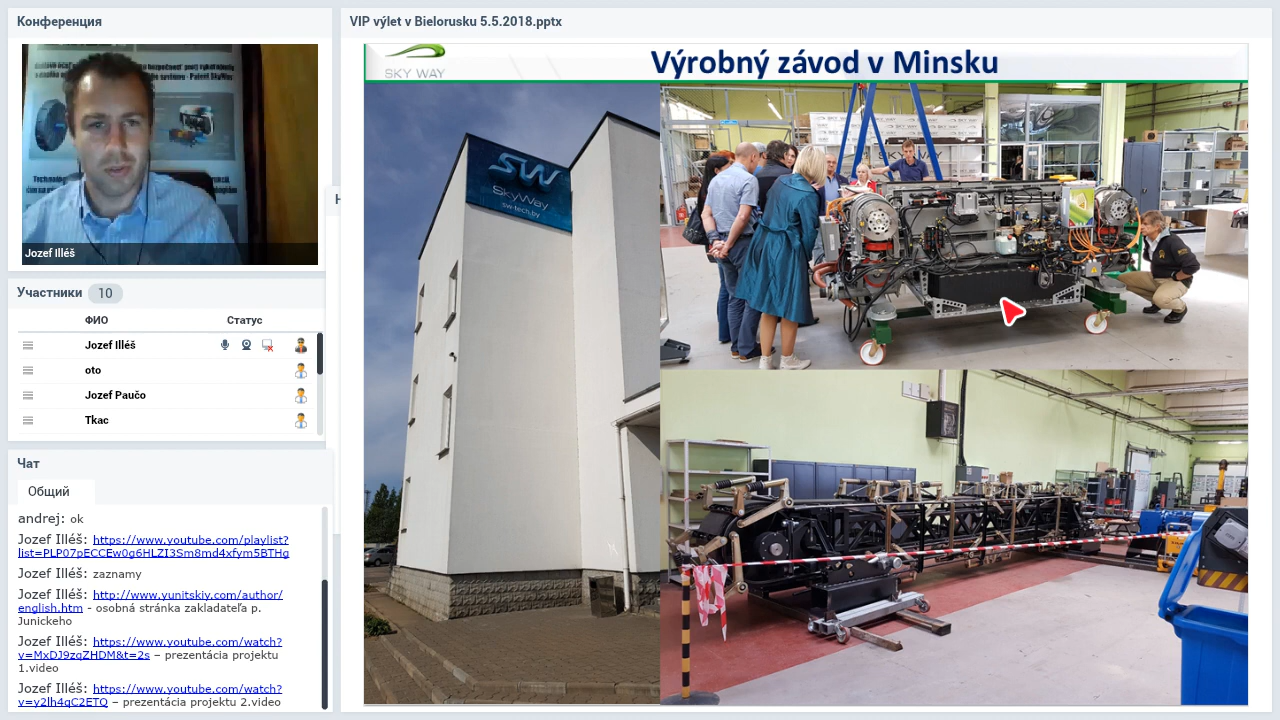 Конференция
Jozef Illéš
Участники 10
ФИО Статус
Jozef Illéš
oto
Jozef Paučo
Tkac
Чат
Общий
andrej: ok
Jozef Illéš: https://www.youtube.com/playlist?
list=PLP07pECCEw0g6HLZI3Sm8md4xfym5BTHg
Jozef Illéš: zaznamy
Jozef Illéš: http://www.yunitskiy.com/author/
english.htm - osobná stránka zakladateľa p.
Junickeho
Jozef Illéš: https://www.youtube.com/watch?
v=MxDJ9zqZHDM&t=2s – prezentácia projektu
1.video
Jozef Illéš: https://www.youtube.com/watch?
v=y2lh4qC2ETQ – prezentácia projektu 2.video
VIP výlet v Bielorusku 5.5.2018.pptx
SKY WAY
Výrobný závod v Minsku
SW
SkyWay
sw-tech.by
SKY WAY